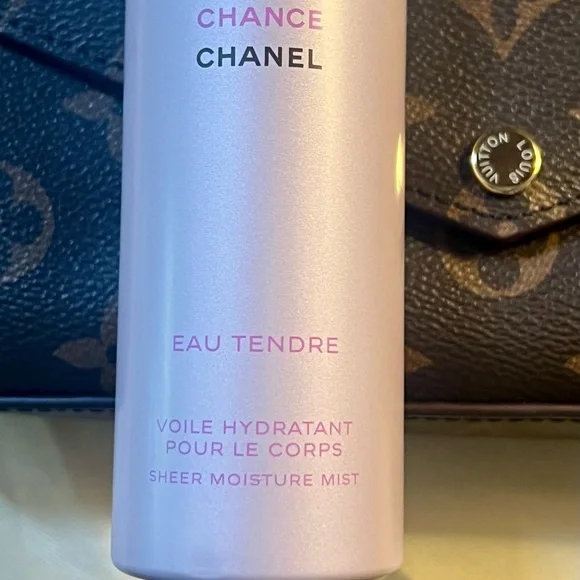 CHANCE
CHANEL
LOUIS VUITTON
EAU TENDRE
VOILE HYDRATANT
POUR LE CORPS
SHEER MOISTURE MIST